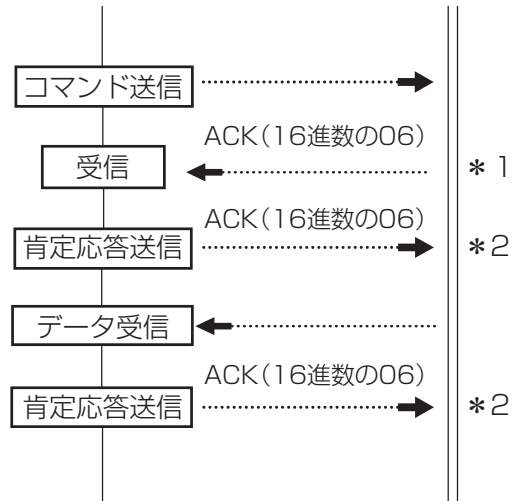 コマンド送信
ACK(16進数の06)
受信
＊1
ACK(16進数の06)
肯定応答送信
＊2
データ受信
ACK(16進数の06)
肯定応答送信
＊2